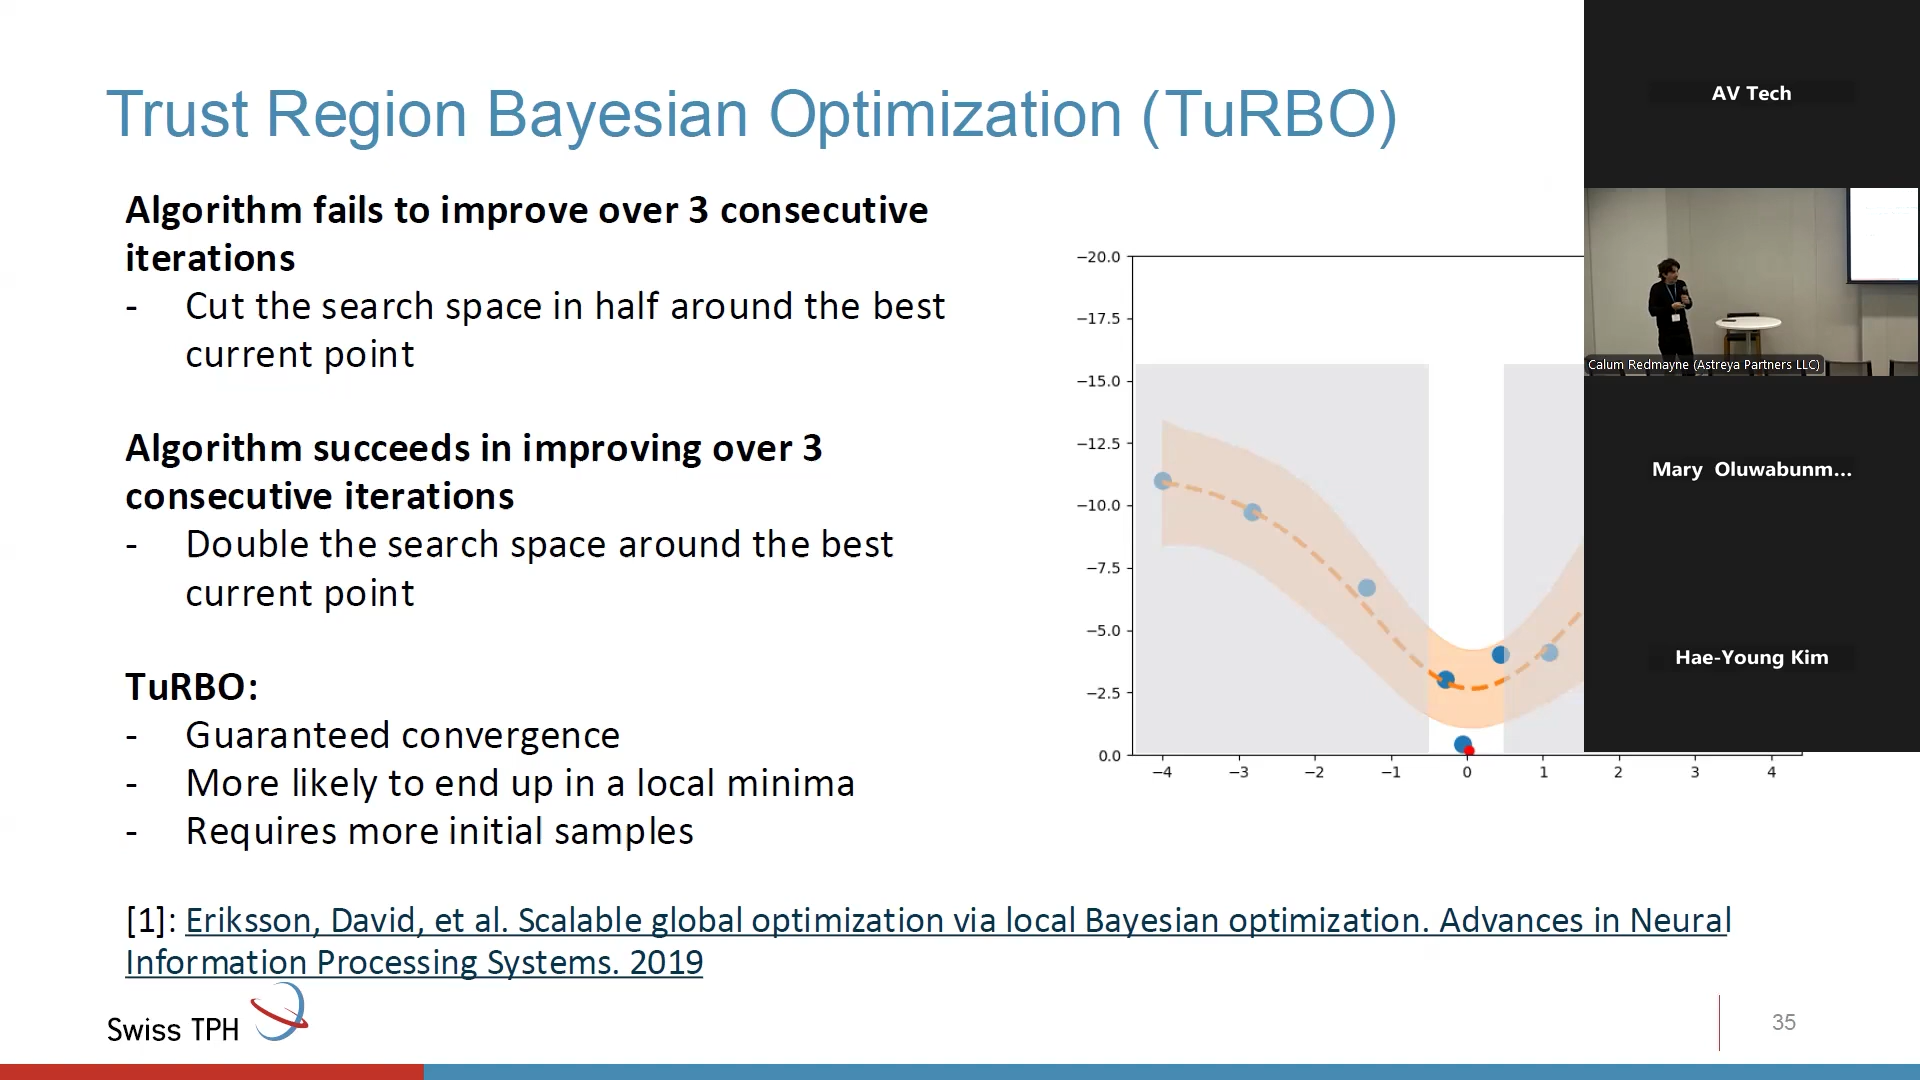 Trust Region Bayesian Optimization (TuRBO)
Algorithm fails to improve over 3 consecutive
iterations
- Cut the search space in half around the best
current point
Algorithm succeeds in improving over 3
consecutive iterations
- Double the search space around the best
current point
TuRBO:
- Guaranteed convergence
- More likely to end up in a local minima
- Requires more initial samples
−20.0
−17.5
−15.0
−12.5
−10.0
−7.5
−5.0
−2.5
0.0
−4 −3 −2 −1 0 1 2 3 4
[1]: Eriksson, David, et al. Scalable global optimization via local Bayesian optimization. Advances in Neural
Information Processing Systems. 2019
Swiss TPH
35
AV Tech
Calum Redmayne (Astreya Partners LLC)
Mary Oluwabunm...
Hae-Young Kim